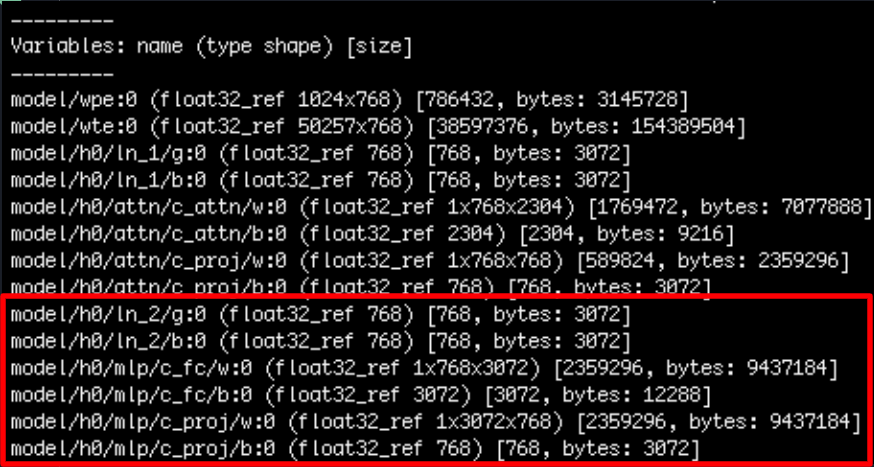 ---------
Variables: name (type shape) [size]
---------
model/wpe:0 (float32_ref 1024x768) [786432, bytes: 3145728]
model/wte:0 (float32_ref 50257x768) [38597376, bytes: 154389504]
model/h0/ln_1/g:0 (float32_ref 768) [768, bytes: 3072]
model/h0/ln_1/b:0 (float32_ref 768) [768, bytes: 3072]
model/h0/attn/c_attn/w:0 (float32_ref 1x768x2304) [1769472, bytes: 7077888]
model/h0/attn/c_attn/b:0 (float32_ref 2304) [2304, bytes: 9216]
model/h0/attn/c_proj/w:0 (float32_ref 1x768x768) [589824, bytes: 2359296]
model/h0/attn/c_proj/b:0 (float32_ref 768) [768, bytes: 3072]
model/h0/ln_2/g:0 (float32_ref 768) [768, bytes: 3072]
model/h0/ln_2/b:0 (float32_ref 768) [768, bytes: 3072]
model/h0/mlp/c_fc/w:0 (float32_ref 1x768x3072) [2359296, bytes: 9437184]
model/h0/mlp/c_fc/b:0 (float32_ref 3072) [3072, bytes: 12288]
model/h0/mlp/c_proj/w:0 (float32_ref 1x3072x768) [2359296, bytes: 9437184]
model/h0/mlp/c_proj/b:0 (float32_ref 768) [768, bytes: 3072]